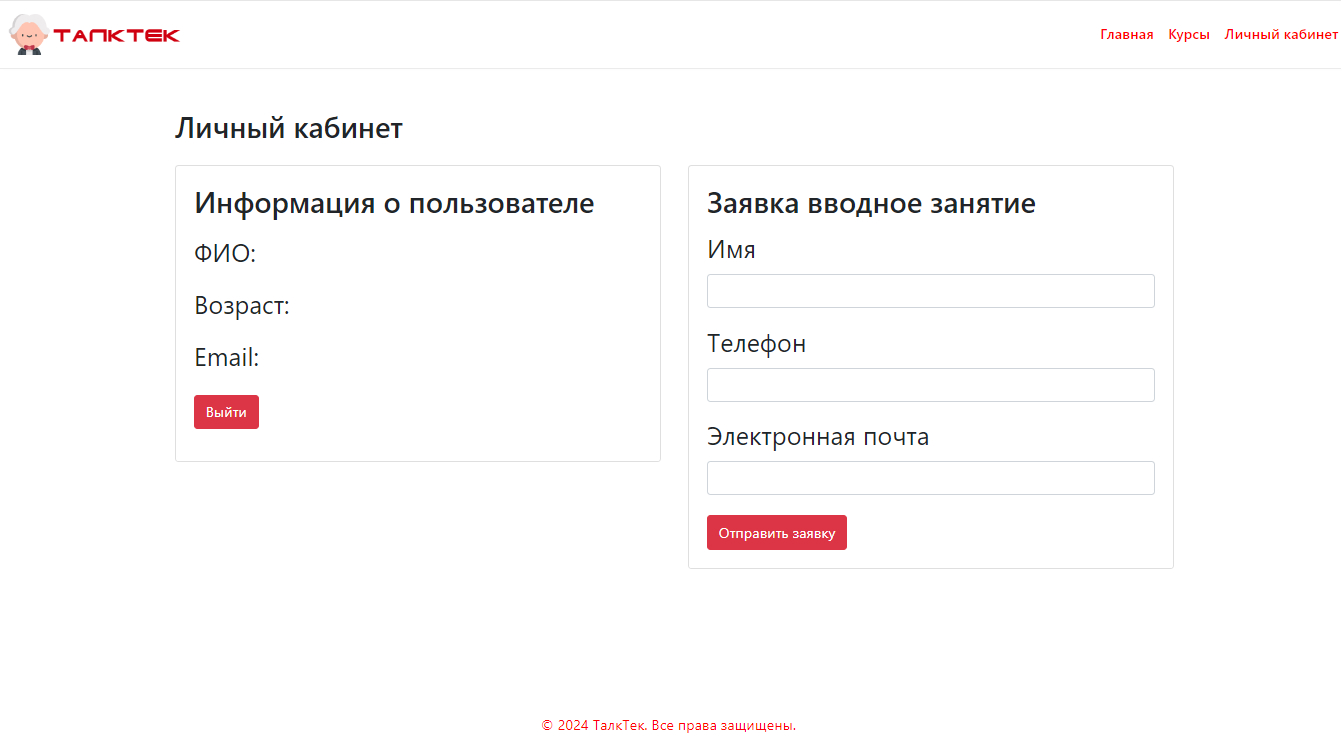 ТАЛКТЕК
Главная Курсы Личный кабинет
Личный кабинет
Информация о пользователе
ФИО:
Возраст:
Email:
Выйти
Заявка вводное занятие
Имя
Телефон
Электронная почта
Отправить заявку
© 2024 ТалкТек. Все права защищены.